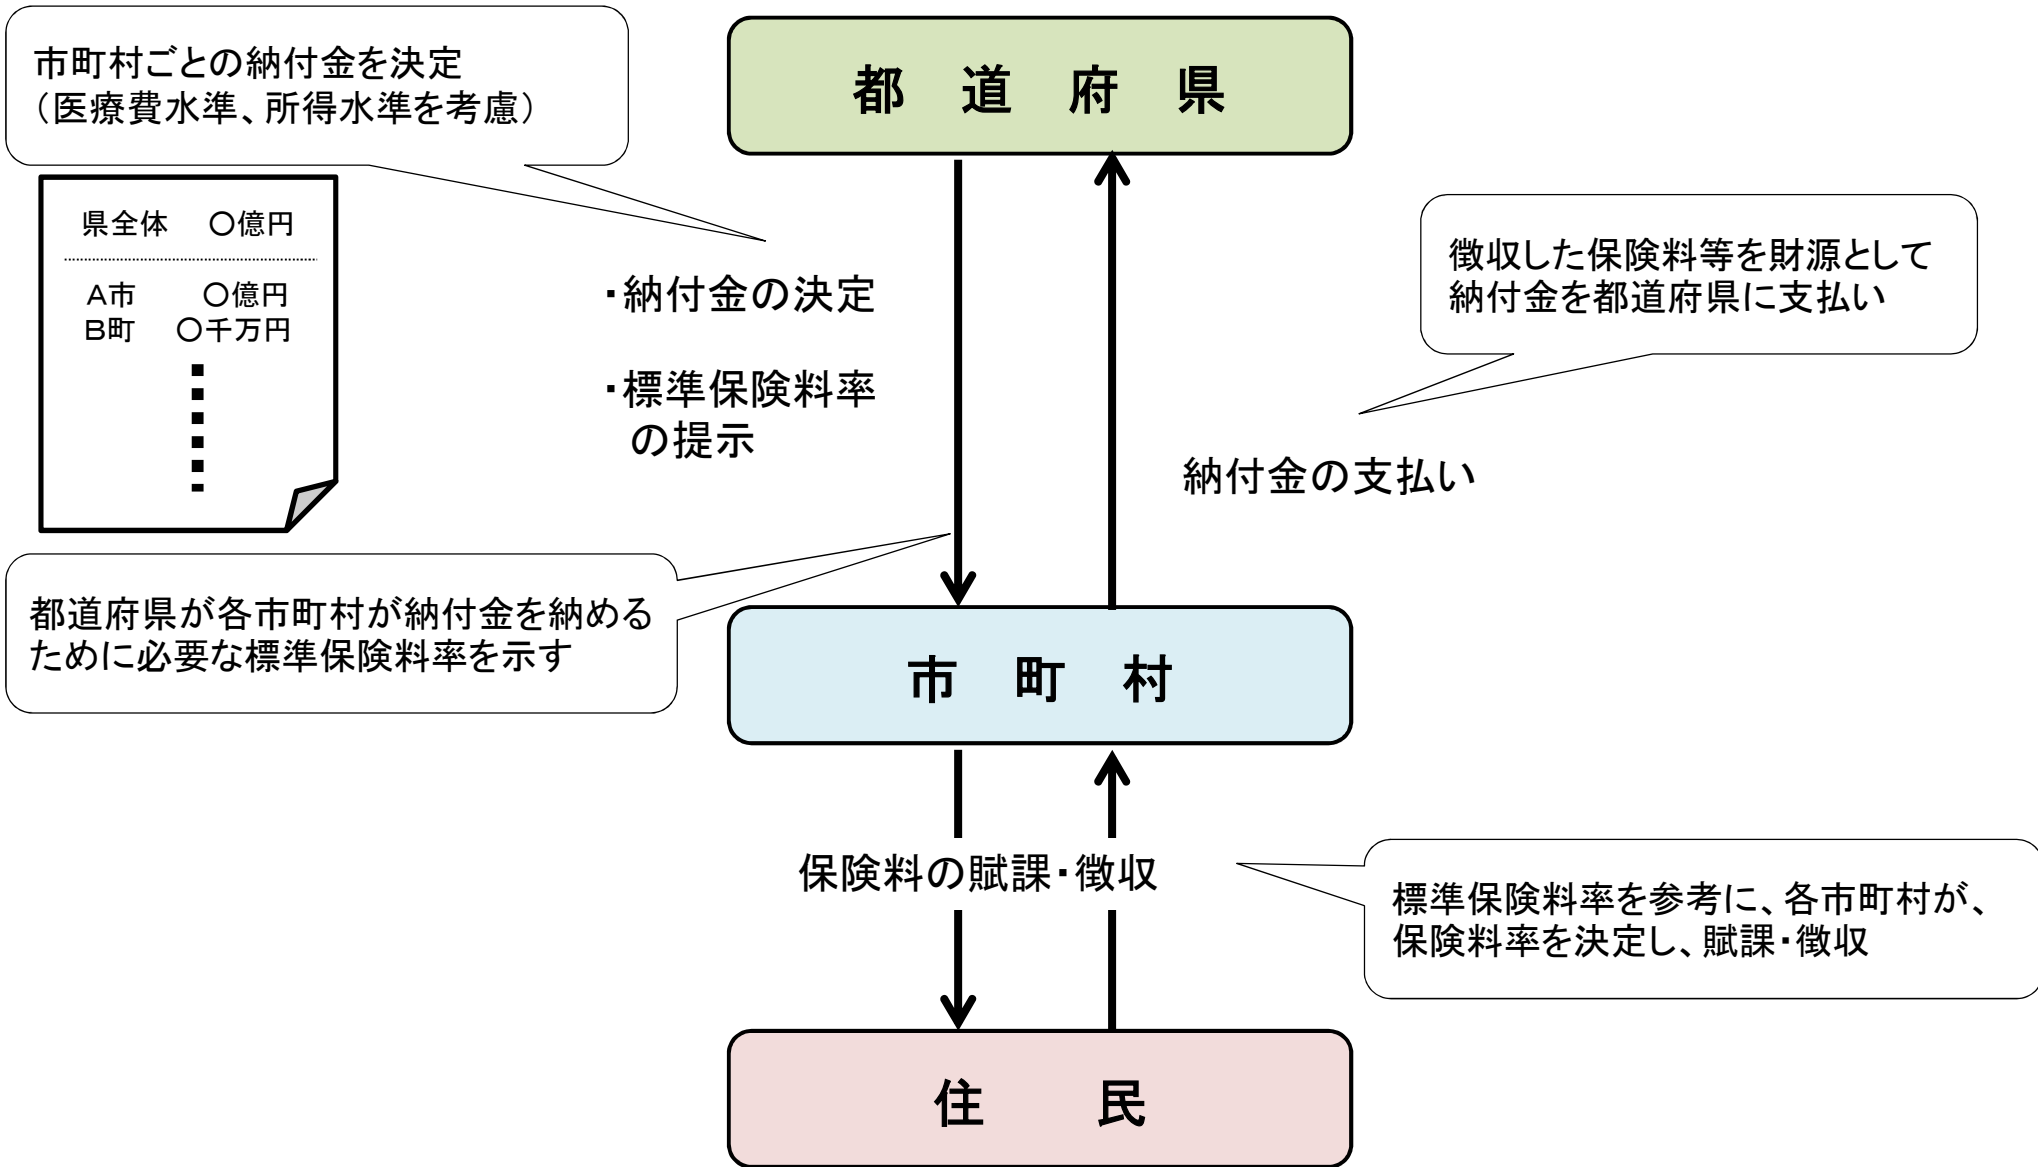 市町村ごとの納付金を決定
（医療費水準、所得水準を考慮）
都　道　府　県
県全体　〇億円
A市　〇億円
B町　〇千万円
・納付金の決定
・標準保険料率
の提示
徴収した保険料等を財源として
納付金を都道府県に支払い
納付金の支払い
都道府県が各市町村が納付金を納める
ために必要な標準保険料率を示す
市　町　村
保険料の賦課・徴収
標準保険料率を参考に、各市町村が、
保険料率を決定し、賦課・徴収
住　民